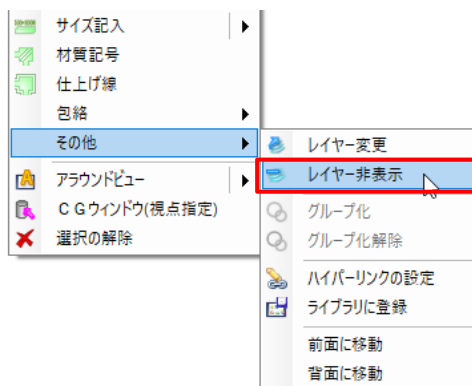 サイズ記入
材質記号
仕上げ線
包絡
その他
アラウンドビュー
ＣＧウィンドウ(視点指定)
選択の解除
レイヤー変更
レイヤー非表示
グループ化
グループ化解除
ハイパーリンクの設定
ライブラリに登録
前面に移動
背面に移動